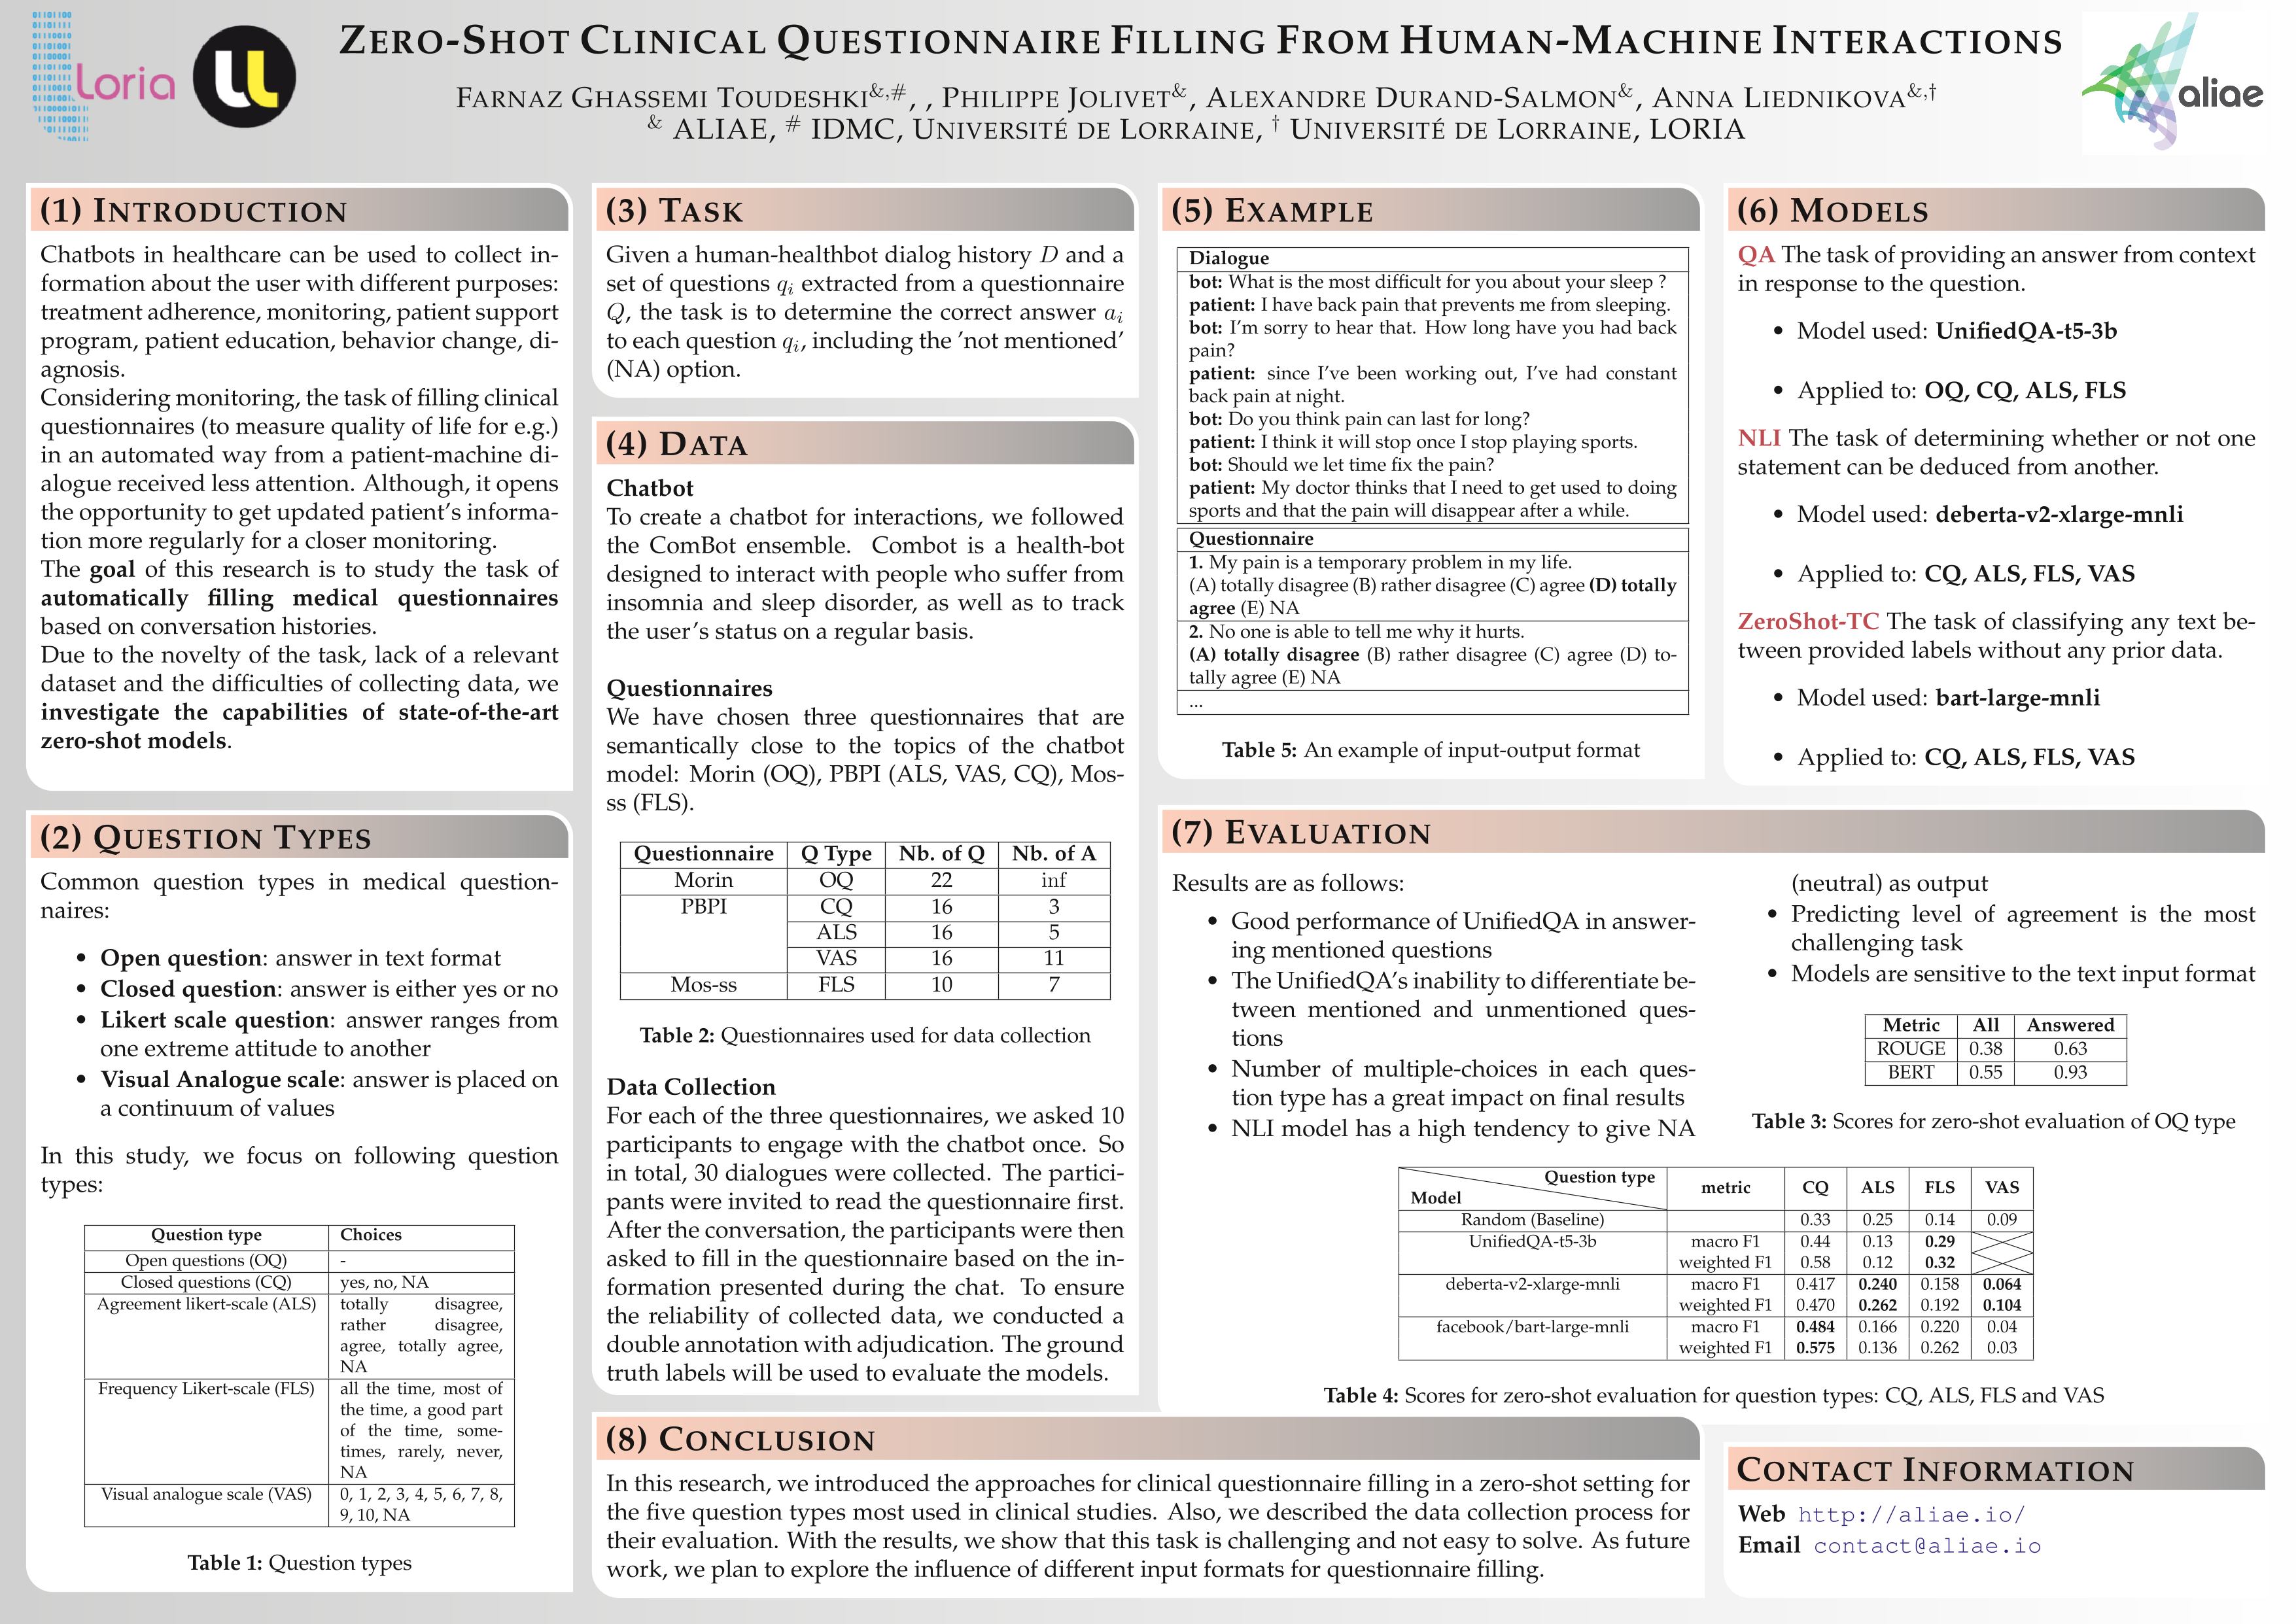 Loria
aliae
ZERO-SHOT CLINICAL QUESTIONNAIRE FILLING FROM HUMAN-MACHINE INTERACTIONS
FARNAZ GHASSEMI TOUDESHKI&,#, , PHILIPPE JOLIVET&, ALEXANDRE DURAND-SALMON&, ANNA LIEDNIKOVA&,†
& ALIAE, # IDMC, UNIVERSITÉ DE LORRAINE, † UNIVERSITÉ DE LORRAINE, LORIA
(1) INTRODUCTION
Chatbots in healthcare can be used to collect in-
formation about the user with different purposes:
treatment adherence, monitoring, patient support
program, patient education, behavior change, di-
agnosis.
Considering monitoring, the task of filling clinical
questionnaires (to measure quality of life for e.g.)
in an automated way from a patient-machine di-
alogue received less attention. Although, it opens
the opportunity to get updated patient's informa-
tion more regularly for a closer monitoring.
The goal of this research is to study the task of
automatically filling medical questionnaires
based on conversation histories.
Due to the novelty of the task, lack of a relevant
dataset and the difficulties of collecting data, we
investigate the capabilities of state-of-the-art
zero-shot models.
(2) QUESTION TYPES
Common question types in medical question-
naires:
• Open question: answer in text format
• Closed question: answer is either yes or no
• Likert scale question: answer ranges from
one extreme attitude to another
• Visual Analogue scale: answer is placed on
a continuum of values
In this study, we focus on following question
types:
Question type Choices
Open questions (OQ) -
Closed questions (CQ) yes, no, NA
Agreement likert-scale (ALS) totally disagree,
rather disagree,
agree, totally agree,
NA
Frequency Likert-scale (FLS) all the time, most of
the time, a good part
of the time, some-
times, rarely, never,
NA
Visual analogue scale (VAS) 0, 1, 2, 3, 4, 5, 6, 7, 8,
9, 10, NA
Table 1: Question types
(3) TASK
Given a human-healthbot dialog history D and a
set of questions qi extracted from a questionnaire
Q, the task is to determine the correct answer ai
to each question qi, including the 'not mentioned'
(NA) option.
(4) DATA
Chatbot
To create a chatbot for interactions, we followed
the ComBot ensemble. Combot is a health-bot
designed to interact with people who suffer from
insomnia and sleep disorder, as well as to track
the user's status on a regular basis.
Questionnaires
We have chosen three questionnaires that are
semantically close to the topics of the chatbot
model: Morin (OQ), PBPI (ALS, VAS, CQ), Mos-
ss (FLS).
Questionnaire Q Type Nb. of Q Nb. of A
Morin OQ 22 inf
PBPI CQ 16 3
ALS 16 5
VAS 16 11
Mos-ss FLS 10 7
Table 2: Questionnaires used for data collection
Data Collection
For each of the three questionnaires, we asked 10
participants to engage with the chatbot once. So
in total, 30 dialogues were collected. The partici-
pants were invited to read the questionnaire first.
After the conversation, the participants were then
asked to fill in the questionnaire based on the in-
formation presented during the chat. To ensure
the reliability of collected data, we conducted a
double annotation with adjudication. The ground
truth labels will be used to evaluate the models.
(5) EXAMPLE
Dialogue
bot: What is the most difficult for you about your sleep ?
patient: I have back pain that prevents me from sleeping.
bot: I'm sorry to hear that. How long have you had back
pain?
patient: since I've been working out, I've had constant
back pain at night.
bot: Do you think pain can last for long?
patient: I think it will stop once I stop playing sports.
bot: Should we let time fix the pain?
patient: My doctor thinks that I need to get used to doing
sports and that the pain will disappear after a while.
Questionnaire
1. My pain is a temporary problem in my life.
(A) totally disagree (B) rather disagree (C) agree (D) totally
agree (E) NA
2. No one is able to tell me why it hurts.
(A) totally disagree (B) rather disagree (C) agree (D) to-
tally agree (E) NA
...
Table 5: An example of input-output format
(6) MODELS
QA The task of providing an answer from context
in response to the question.
• Model used: UnifiedQA-t5-3b
• Applied to: OQ, CQ, ALS, FLS
NLI The task of determining whether or not one
statement can be deduced from another.
• Model used: deberta-v2-xlarge-mnli
• Applied to: CQ, ALS, FLS, VAS
ZeroShot-TC The task of classifying any text be-
tween provided labels without any prior data.
• Model used: bart-large-mnli
• Applied to: CQ, ALS, FLS, VAS
(7) EVALUATION
Results are as follows:
• Good performance of UnifiedQA in answer-
ing mentioned questions
• The UnifiedQA's inability to differentiate be-
tween mentioned and unmentioned ques-
tions
• Number of multiple-choices in each ques-
tion type has a great impact on final results
• NLI model has a high tendency to give NA
(neutral) as output
• Predicting level of agreement is the most
challenging task
• Models are sensitive to the text input format
Metric All Answered
ROUGE 0.38 0.63
BERT 0.55 0.93
Table 3: Scores for zero-shot evaluation of OQ type
Question type
Model metric CQ ALS FLS VAS
Random (Baseline) 0.33 0.25 0.14 0.09
UnifiedQA-t5-3b macro F1 0.44 0.13 0.29
weighted F1 0.58 0.12 0.32
deberta-v2-xlarge-mnli macro F1 0.417 0.240 0.158 0.064
weighted F1 0.470 0.262 0.192 0.104
facebook/bart-large-mnli macro F1 0.484 0.166 0.220 0.04
weighted F1 0.575 0.136 0.262 0.03
Table 4: Scores for zero-shot evaluation for question types: CQ, ALS, FLS and VAS
(8) CONCLUSION
In this research, we introduced the approaches for clinical questionnaire filling in a zero-shot setting for
the five question types most used in clinical studies. Also, we described the data collection process for
their evaluation. With the results, we show that this task is challenging and not easy to solve. As future
work, we plan to explore the influence of different input formats for questionnaire filling.
CONTACT INFORMATION
Web http://aliae.io/
Email contact@aliae.io